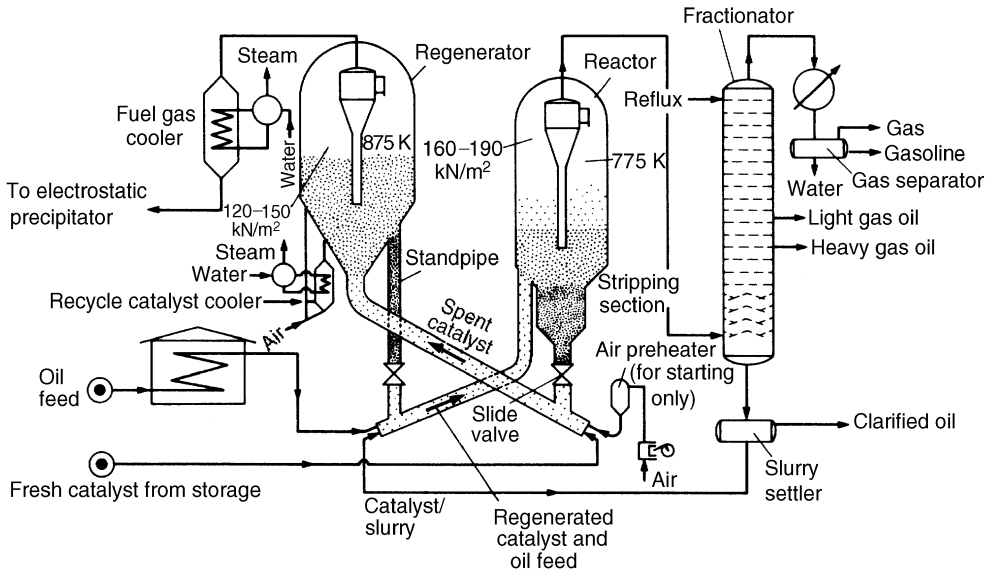 Fractionator
Steam
Regenerator
Reactor
Fuel gas
cooler
Water
875 K
160–190
kN/m²
775 K
Reflux
Gas
Gasoline
Water
Gas separator
To electrostatic
precipitator
120–150
kN/m²
Light gas oil
Heavy gas oil
Steam
Water
Standpipe
Recycle catalyst cooler
Stripping
section
Air
Spent
catalyst
Air preheater
(for starting
only)
Oil
feed
Slide
valve
Clarified oil
Air
Slurry
settler
Fresh catalyst from storage
Catalyst/
slurry
Regenerated
catalyst and
oil feed